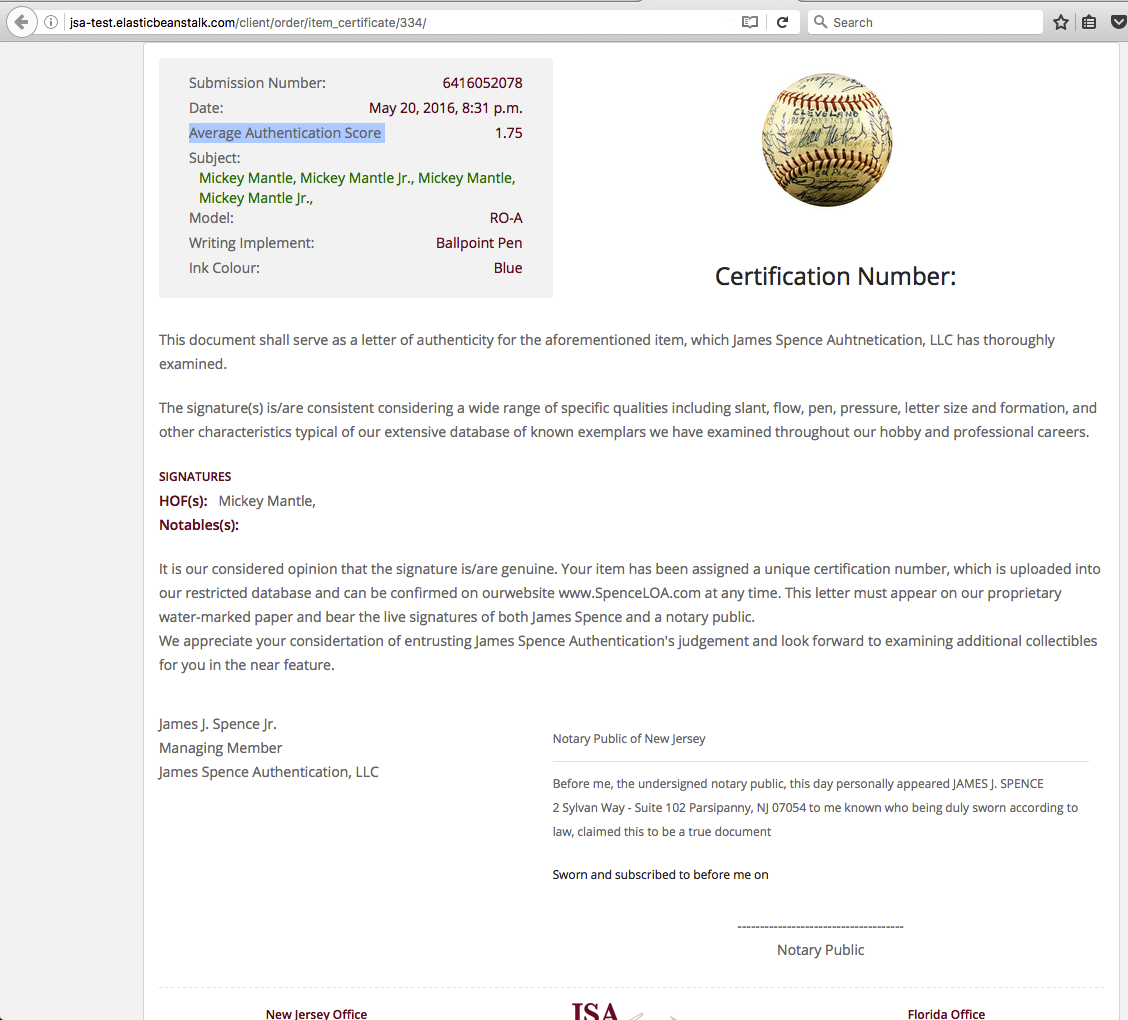 jsa-test.elasticbeanstalk.com/client/order/item_certificate/334/
Search
Submission Number: 6416052078
Date: May 20, 2016, 8:31 p.m.
Average Authentication Score 1.75
Subject:
Mickey Mantle, Mickey Mantle Jr., Mickey Mantle,
Mickey Mantle Jr.,
Model: RO-A
Writing Implement: Ballpoint Pen
Ink Colour: Blue
CLEVELAND
1957 OFFICIAL
Certification Number:
This document shall serve as a letter of authenticity for the aforementioned item, which James Spence Auhtnetication, LLC has thoroughly
examined.
The signature(s) is/are consistent considering a wide range of specific qualities including slant, flow, pen, pressure, letter size and formation, and
other characteristics typical of our extensive database of known exemplars we have examined throughout our hobby and professional careers.
SIGNATURES
HOF(s): Mickey Mantle,
Notables(s):
It is our considered opinion that the signature is/are genuine. Your item has been assigned a unique certification number, which is uploaded into
our restricted database and can be confirmed on ourwebsite www.SpenceLOA.com at any time. This letter must appear on our proprietary
water-marked paper and bear the live signatures of both James Spence and a notary public.
We appreciate your considertation of entrusting James Spence Authentication's judgement and look forward to examining additional collectibles
for you in the near feature.
James J. Spence Jr.
Managing Member
James Spence Authentication, LLC
Notary Public of New Jersey
Before me, the undersigned notary public, this day personally appeared JAMES J. SPENCE
2 Sylvan Way - Suite 102 Parsipanny, NJ 07054 to me known who being duly sworn according to
law, claimed this to be a true document
Sworn and subscribed to before me on
-------------------------------------
Notary Public
New Jersey Office
JSA
Florida Office